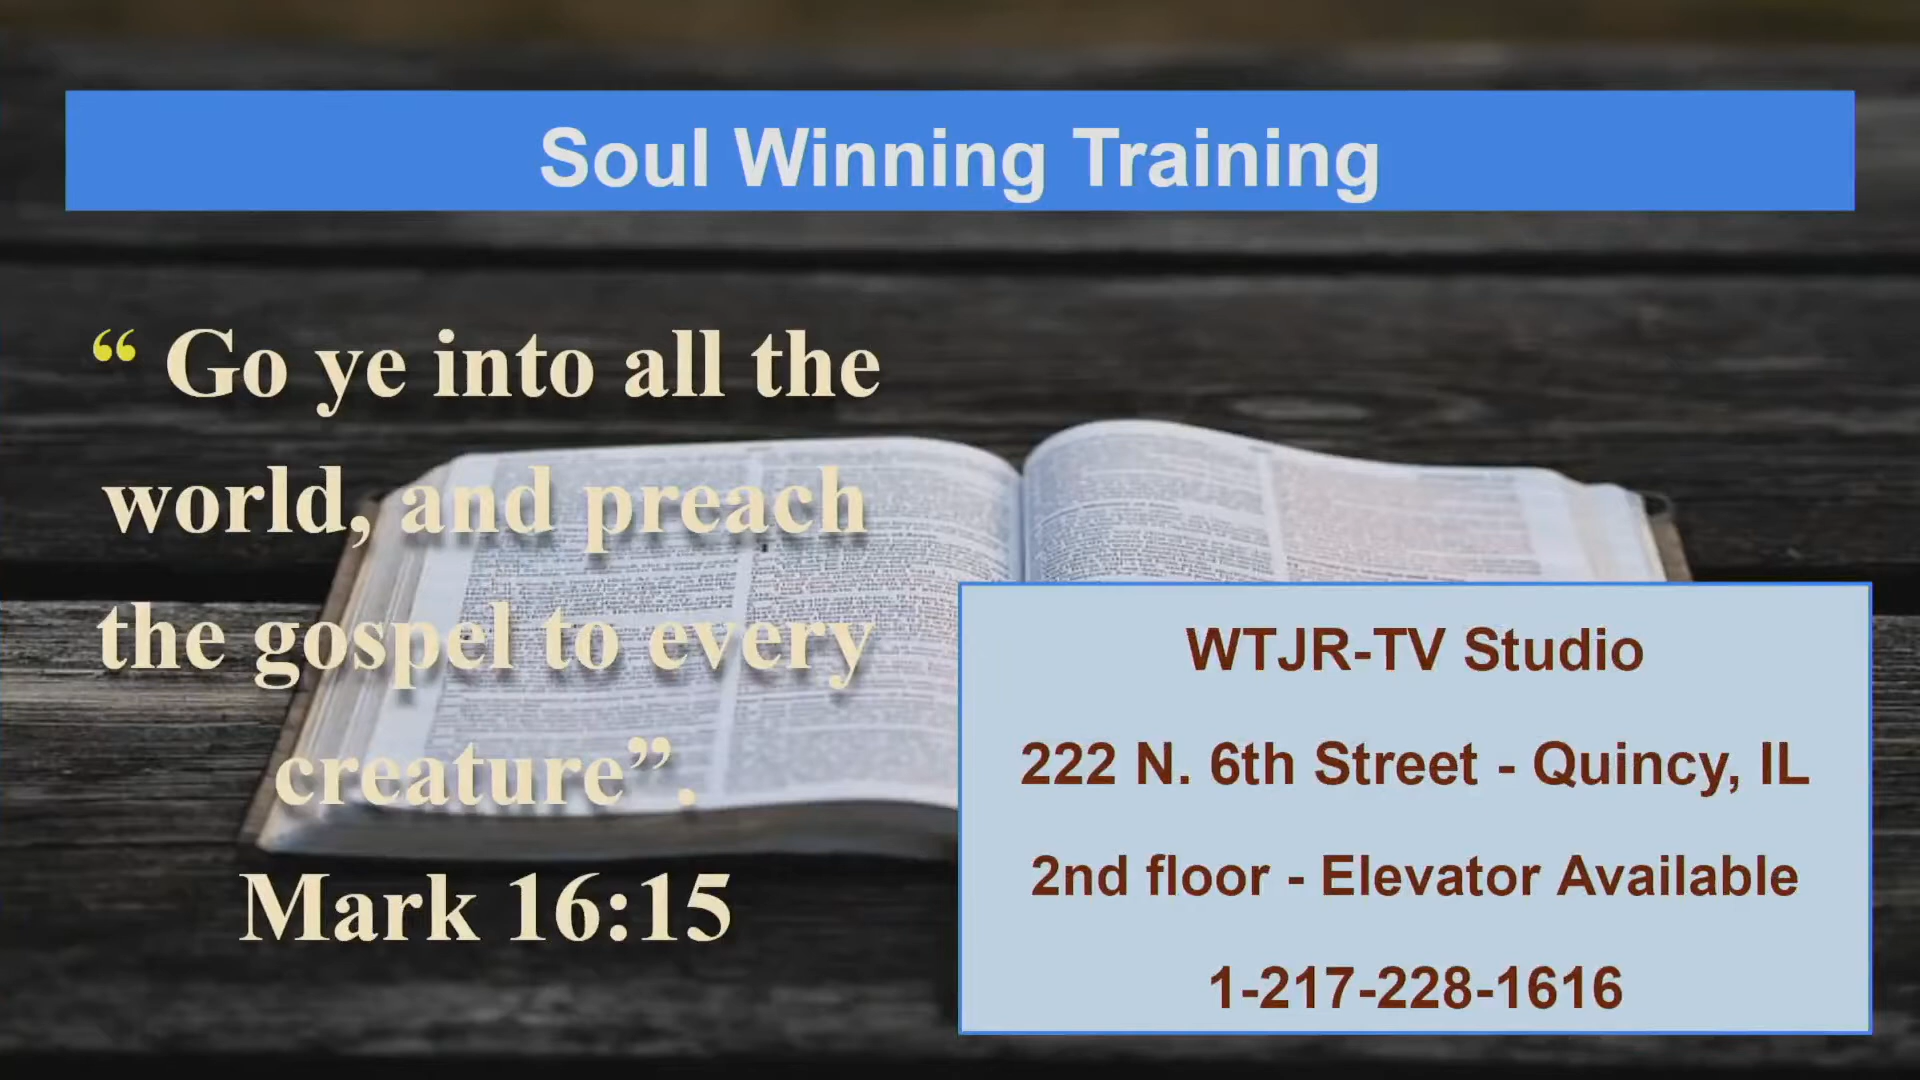 Soul Winning Training
“ Go ye into all the
world, and preach
the gospel to every
creature”.
Mark 16:15
WTJR-TV Studio
222 N. 6th Street - Quincy, IL
2nd floor - Elevator Available
1-217-228-1616